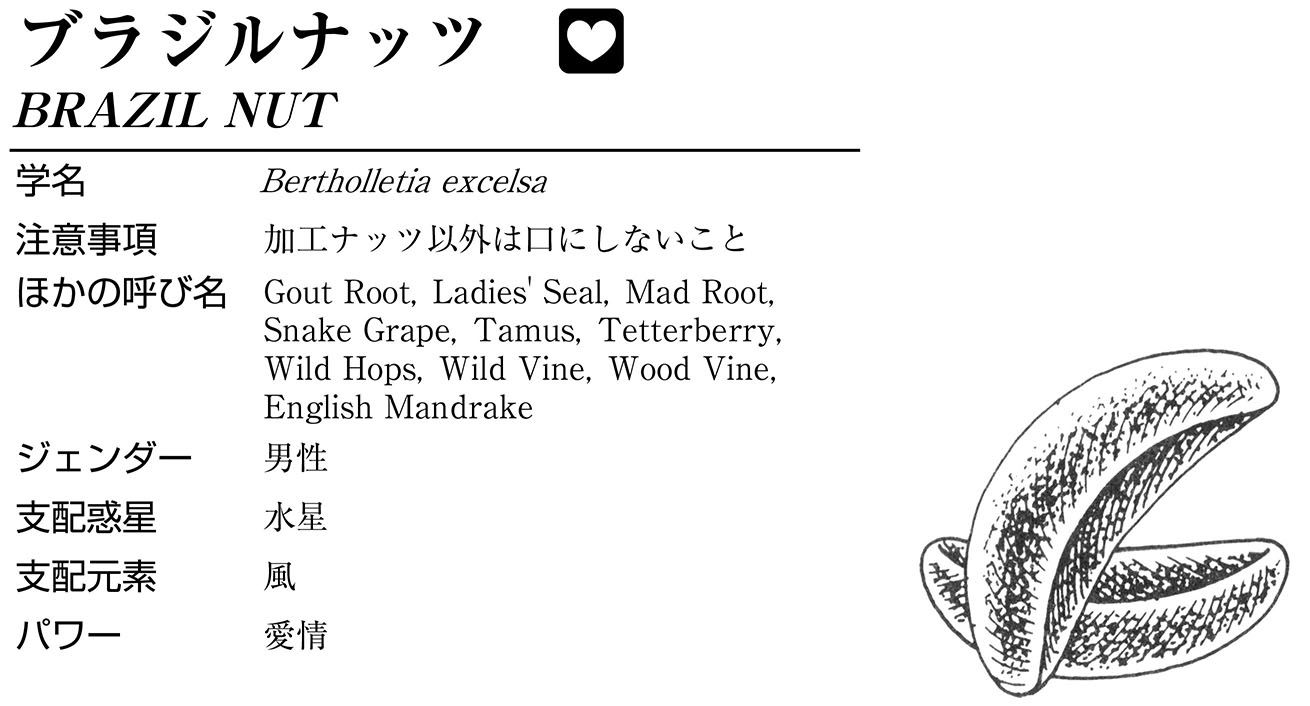 ブラジルナッツ
BRAZIL NUT
学名 Bertholletia excelsa
注意事項 加工ナッツ以外は口にしないこと
ほかの呼び名 Gout Root, Ladies' Seal, Mad Root,
Snake Grape, Tamus, Tetterberry,
Wild Hops, Wild Vine, Wood Vine,
English Mandrake
ジェンダー 男性
支配惑星 水星
支配元素 風
パワー 愛情